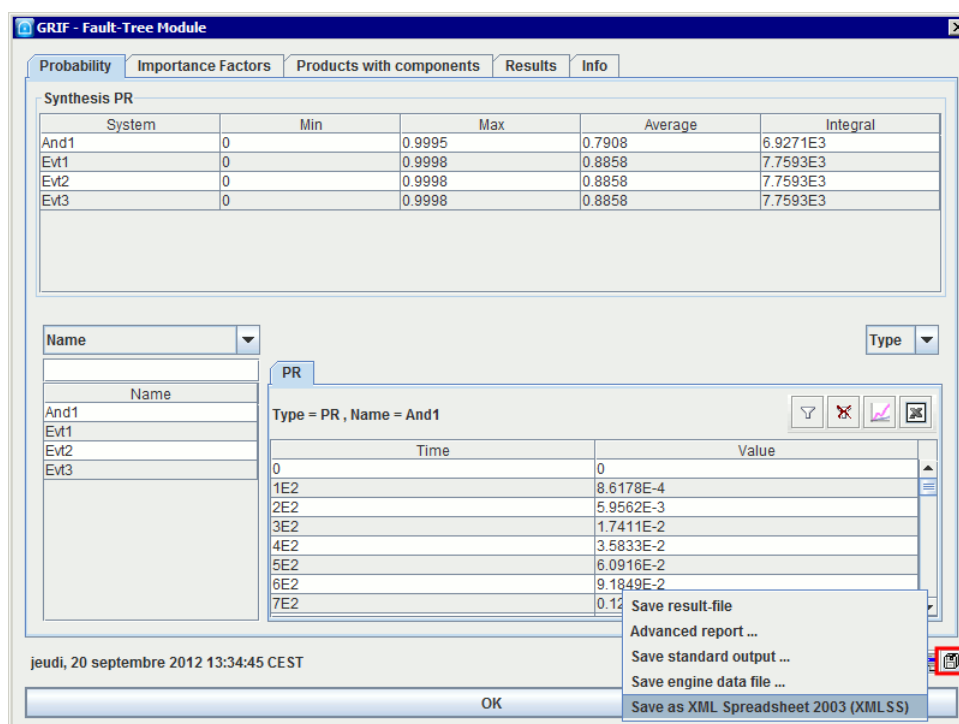 GRIF - Fault-Tree Module
Probability Importance Factors Products with components Results Info
Synthesis PR
System Min Max Average Integral
And1 0 0.9995 0.7908 6.9271E3
Evt1 0 0.9998 0.8858 7.7593E3
Evt2 0 0.9998 0.8858 7.7593E3
Evt3 0 0.9998 0.8858 7.7593E3
Name Type
PR
Name
And1
Evt1
Evt2
Evt3
Type = PR , Name = And1
Time Value
0 0
1E2 8.6178E-4
2E2 5.9562E-3
3E2 1.7411E-2
4E2 3.5833E-2
5E2 6.0916E-2
6E2 9.1849E-2
7E2
Save result-file
Advanced report ...
Save standard output ...
Save engine data file ...
Save as XML Spreadsheet 2003 (XMLSS)
jeudi, 20 septembre 2012 13:34:45 CEST
OK